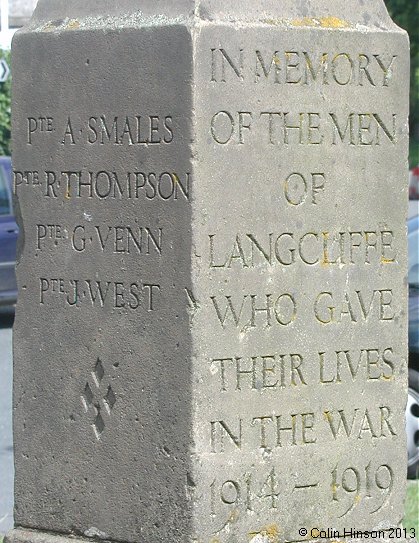 PTE A·SMALES
PTE R·THOMPSON
PTE G·VENN
PTE J·WEST
IN MEMORY
OF THE MEN
OF
LANGCLIFFE
WHO GAVE
THEIR LIVES
IN THE WAR
1914–1919
©Colin Hinson 2013